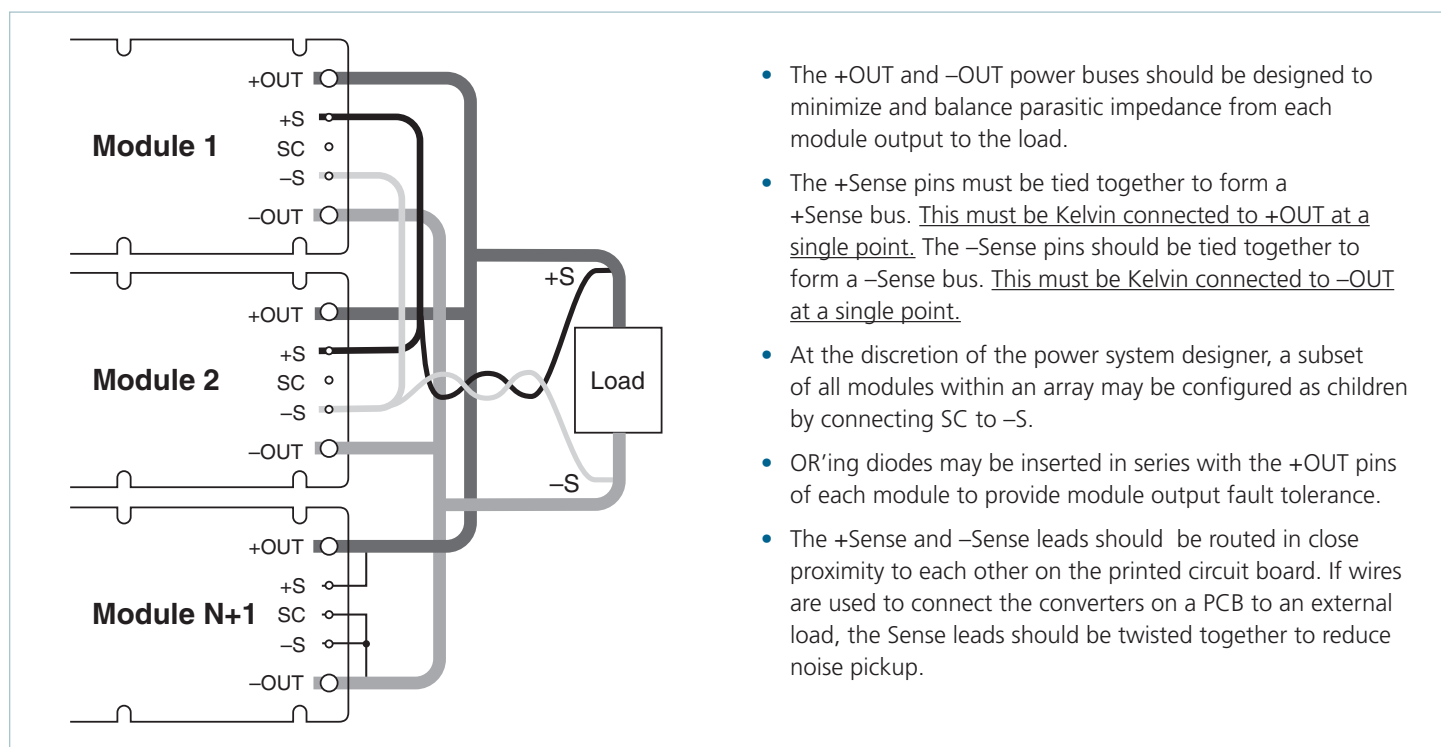 +OUT
+S
Module 1
SC
–S
–OUT
+OUT
+S
Module 2
SC
–S
–OUT
+OUT
+S
Module N+1
SC
–S
–OUT
+S
Load
–S
• The +OUT and –OUT power buses should be designed to
minimize and balance parasitic impedance from each
module output to the load.
• The +Sense pins must be tied together to form a
+Sense bus. This must be Kelvin connected to +OUT at a
single point. The –Sense pins should be tied together to
form a –Sense bus. This must be Kelvin connected to –OUT
at a single point.
• At the discretion of the power system designer, a subset
of all modules within an array may be configured as children
by connecting SC to –S.
• OR’ing diodes may be inserted in series with the +OUT pins
of each module to provide module output fault tolerance.
• The +Sense and –Sense leads should be routed in close
proximity to each other on the printed circuit board. If wires
are used to connect the converters on a PCB to an external
load, the Sense leads should be twisted together to reduce
noise pickup.